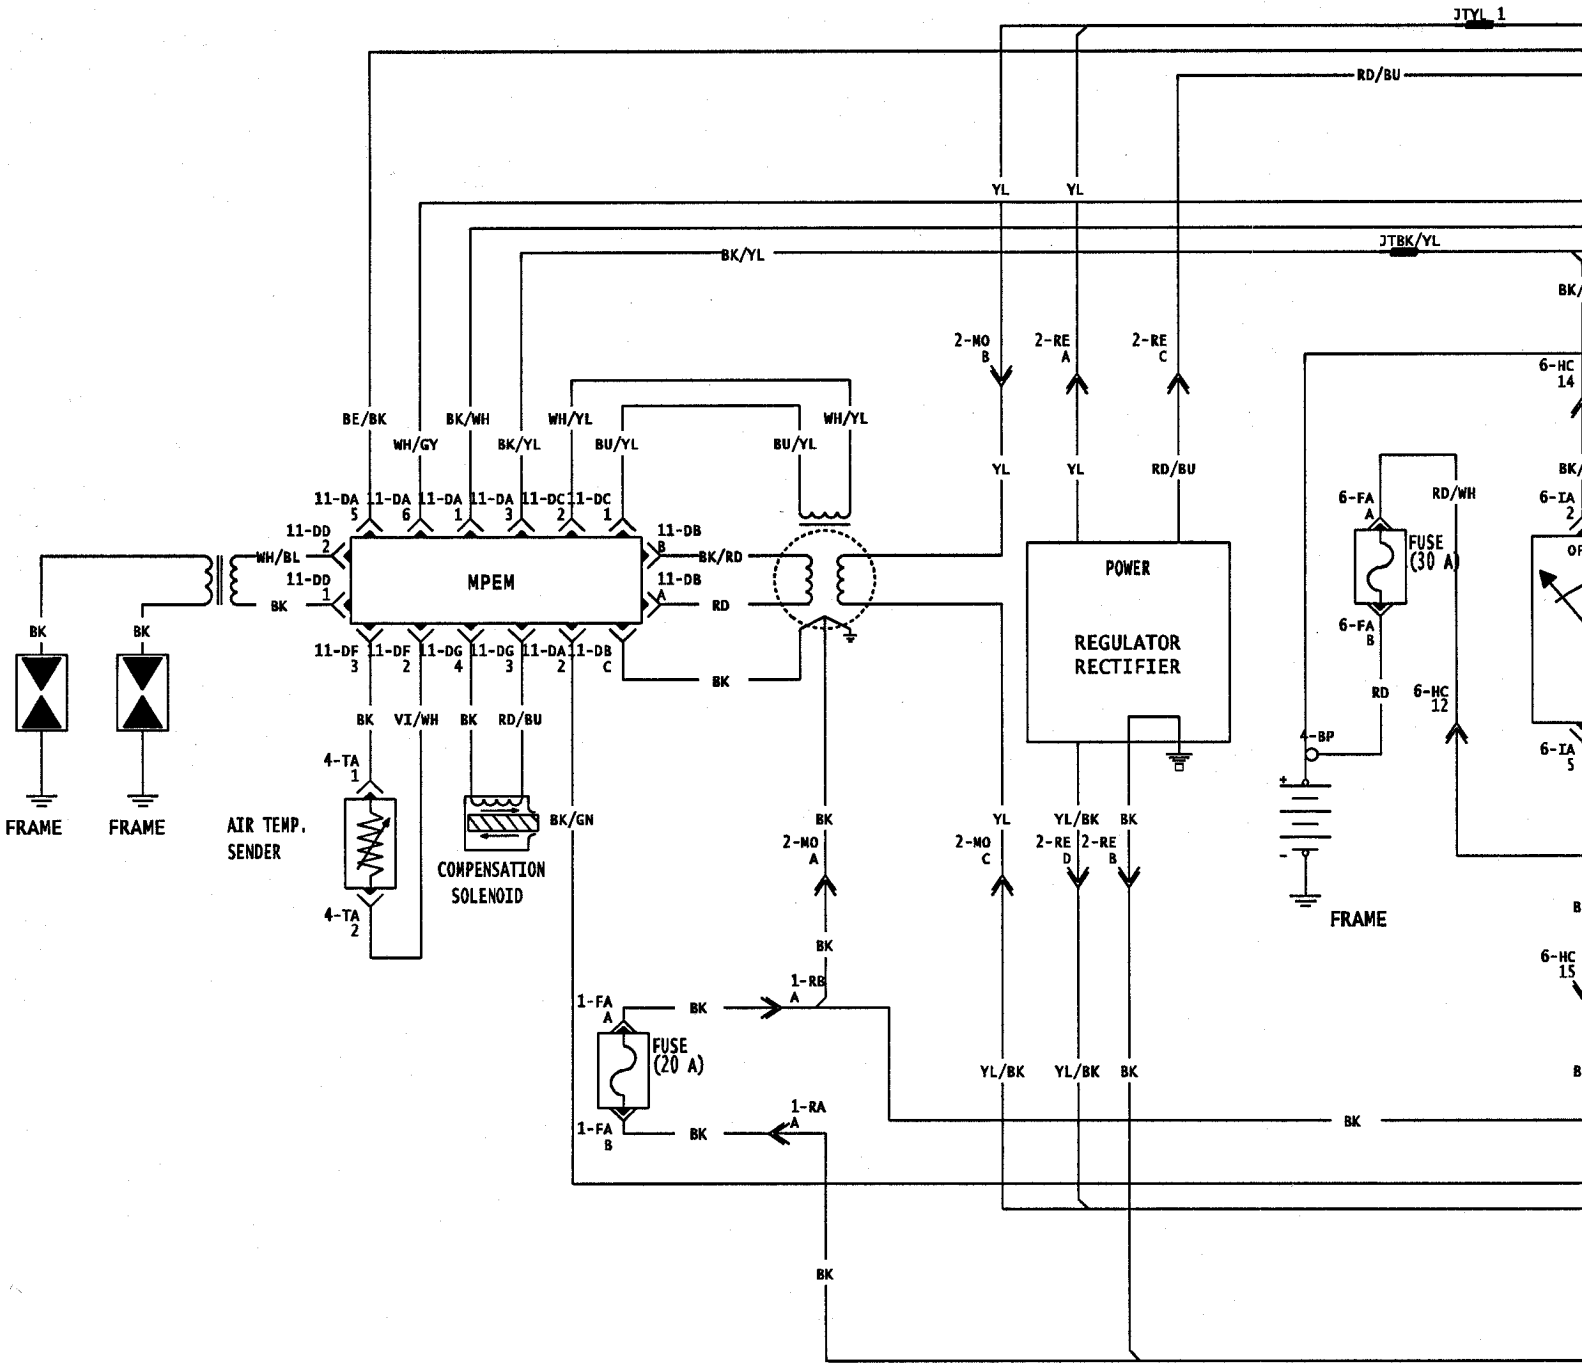 JTYL 1
RD/BU
YL YL
JTBK/YL
BK/YL
BK/
2-MO B
2-RE A
2-RE C
6-HC 14
BE/BK
WH/GY
BK/WH
BK/YL
WH/YL
BU/YL
BU/YL
WH/YL
YL YL RD/BU
BK/
RD/WH
11-DA 5
11-DA 6
11-DA 1
11-DA 3
11-DC 2
11-DC 1
6-FA A
6-IA 2
11-DD 2
11-DB B
WH/BL
BK/RD
FUSE
(30 A)
OF
11-DD 1
MPEM
11-DB A
POWER
BK
RD
BK BK
6-FA B
REGULATOR
RECTIFIER
11-DF 3
11-DF 2
11-DG 4
11-DG 3
11-DA 2
11-DB C
BK
RD
6-HC 12
BK VI/WH BK RD/BU
4-BP
6-IA 5
4-TA 1
+
-
FRAME FRAME
AIR TEMP.
SENDER
BK/GN
BK YL YL/BK BK
2-MO A
2-MO C
2-RE D
2-RE B
COMPENSATION
SOLENOID
4-TA 2
FRAME
B
BK
6-HC 15
1-RB A
1-FA A
BK
FUSE
(20 A)
YL/BK YL/BK BK
B
1-RA A
1-FA B
BK
BK
BK